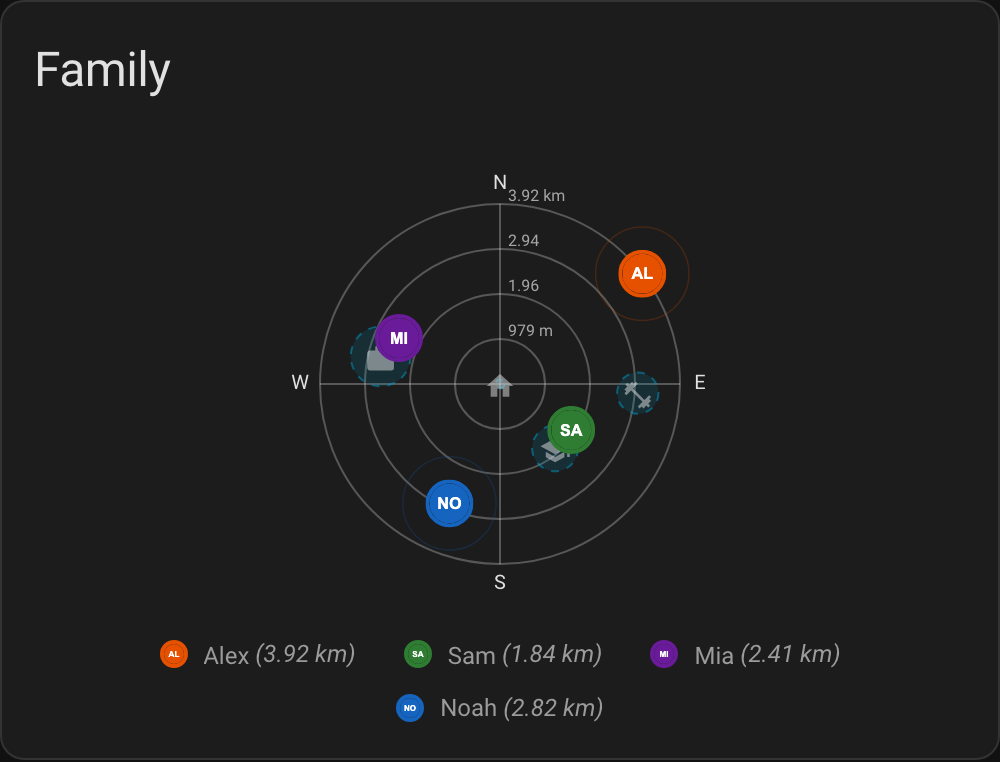 Family
N
3.92 km
2.94
1.96
979 m
AL
MI
W
E
SA
NO
S
AL Alex (3.92 km) SA Sam (1.84 km) MI Mia (2.41 km)
NO Noah (2.82 km)